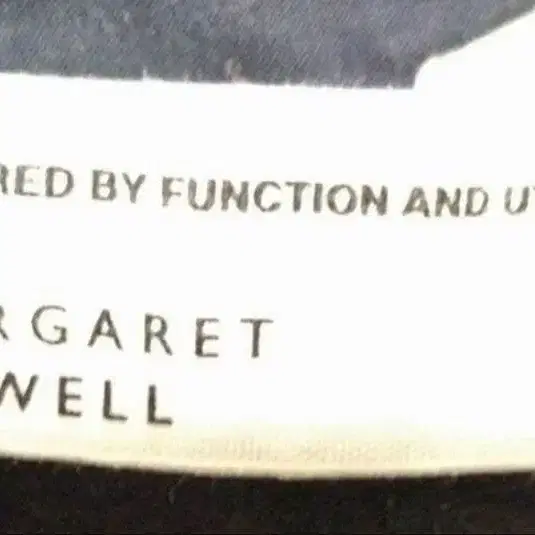 RED BY FUNCTION AND U
RGARET
WELL